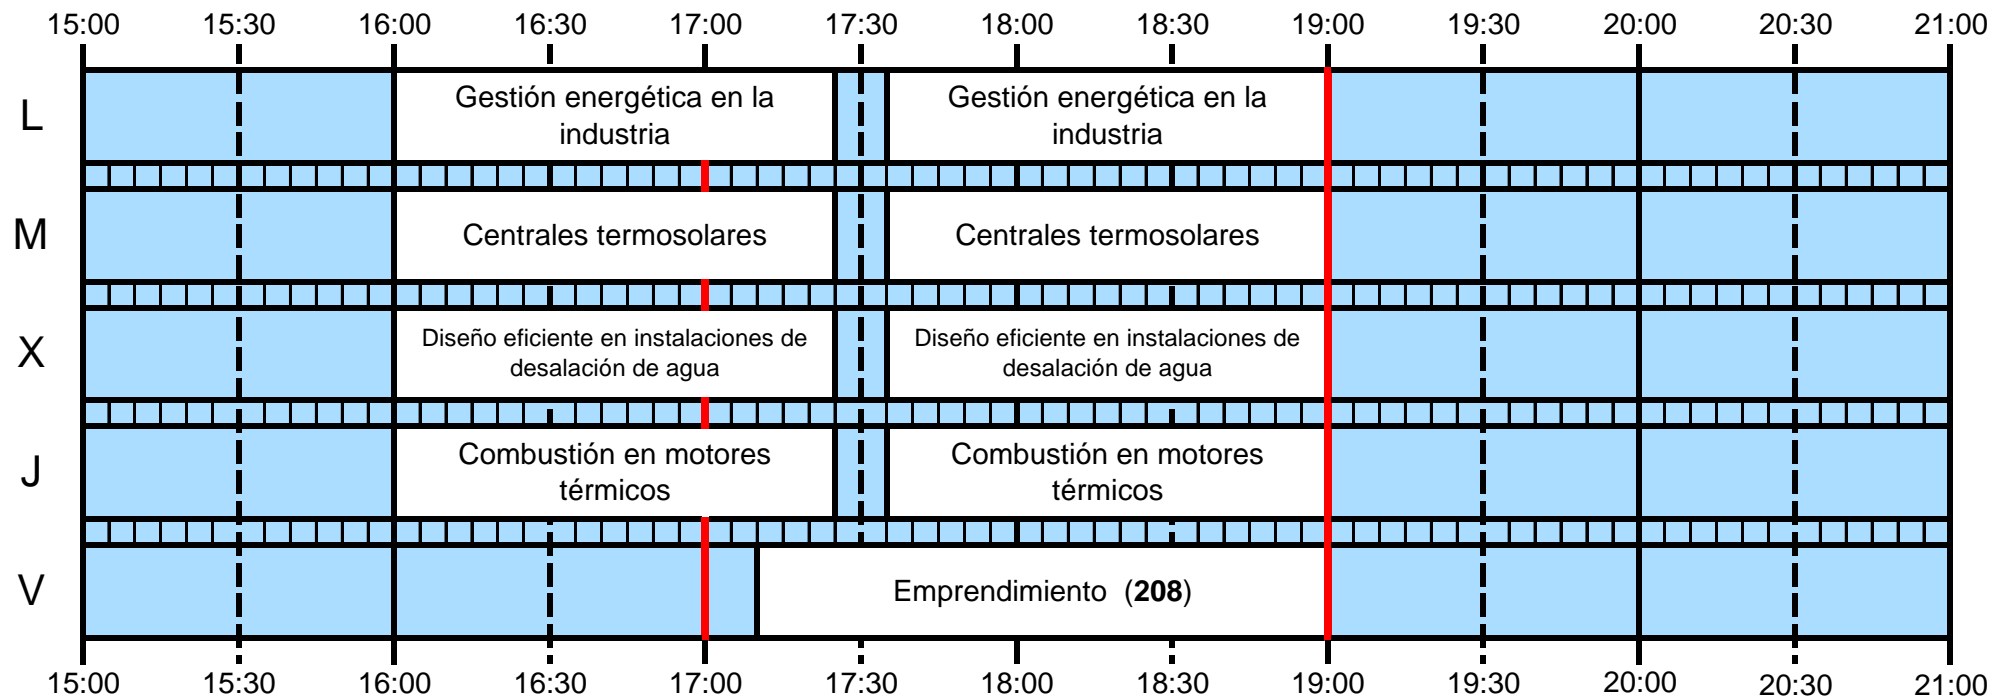 15:00 15:30 16:00 16:30 17:00 17:30 18:00 18:30 19:00 19:30 20:00 20:30 21:00
L
Gestión energética en la
industria
Gestión energética en la
industria
M
Centrales termosolares
Centrales termosolares
X
Diseño eficiente en instalaciones de
desalación de agua
Diseño eficiente en instalaciones de
desalación de agua
J
Combustión en motores
térmicos
Combustión en motores
térmicos
V
Emprendimiento (208)
15:00 15:30 16:00 16:30 17:00 17:30 18:00 18:30 19:00 19:30 20:00 20:30 21:00